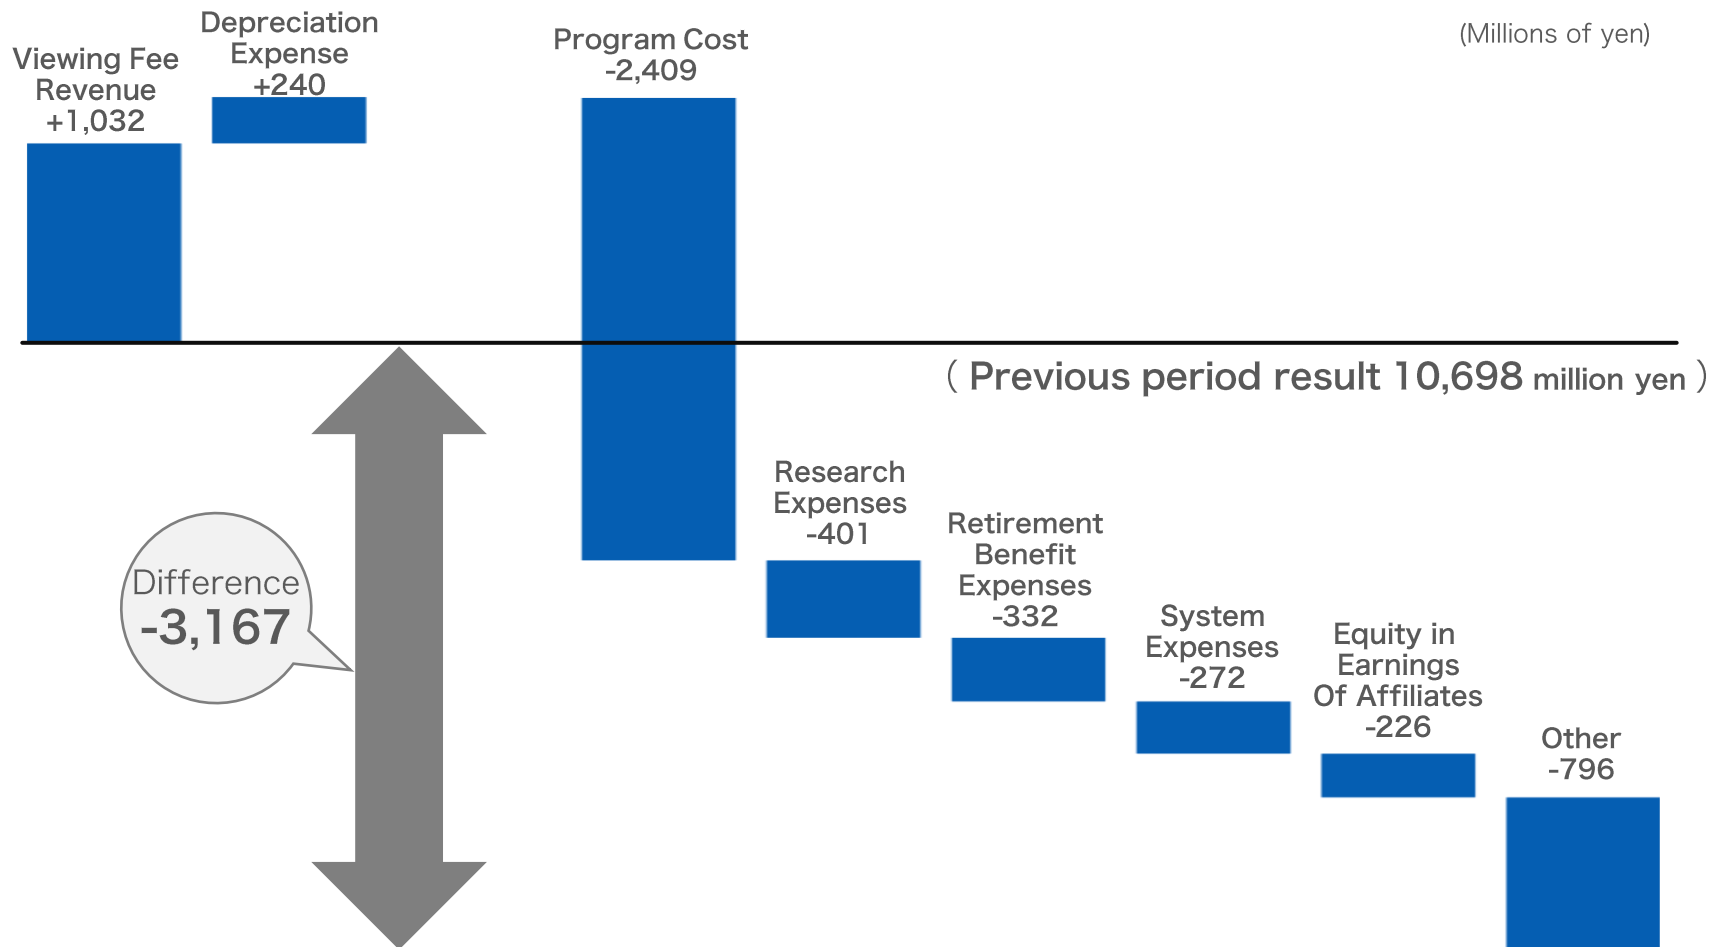 (Millions of yen)
Viewing Fee
Revenue
+1,032
Depreciation
Expense
+240
Program Cost
-2,409
( Previous period result 10,698 million yen )
Difference
-3,167
Research
Expenses
-401
Retirement
Benefit
Expenses
-332
System
Expenses
-272
Equity in
Earnings
Of Affiliates
-226
Other
-796